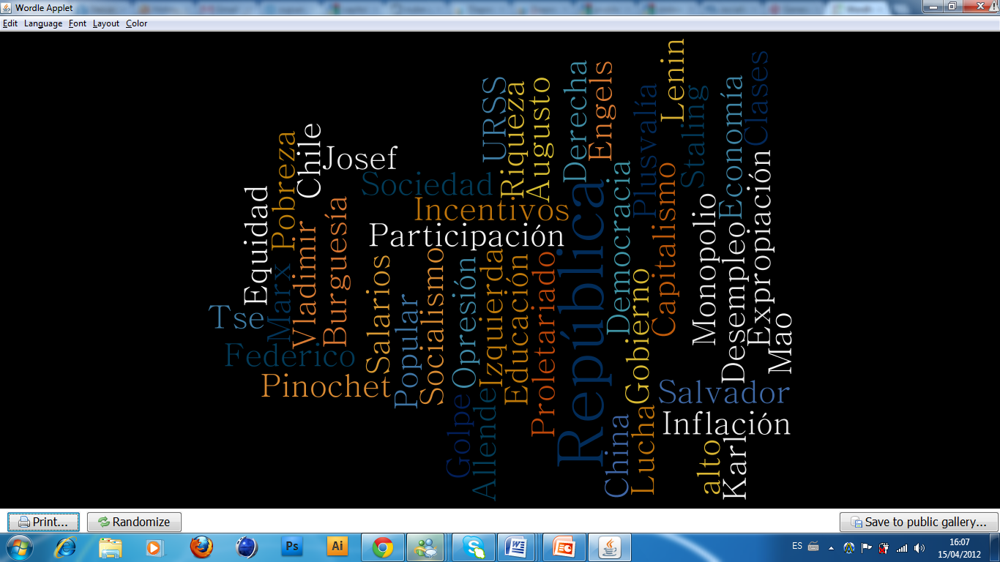 Wordle Applet
Edit Language Font Layout Color
Lenin
Clases
Engels
Derecha
URSS
Riqueza
Augusto
Plusvalía
Staling
Economía
Chile
Pobreza
Josef
Sociedad
Incentivos
Participación
Equidad
Marx
Vladimir
Burguesía
Tse
Federico
Pinochet
Salarios
Popular
Socialismo
Opresión
Izquierda
Educación
Proletariado
República
Democracia
Capitalismo
Gobierno
Monopolio
Desempleo
Expropiación
Mao
Golpe
Allende
China
Lucha
Salvador
Inflación
alto
Karl
Print...
Randomize
Save to public gallery...
Ps
Ai
ES
16:07
15/04/2012